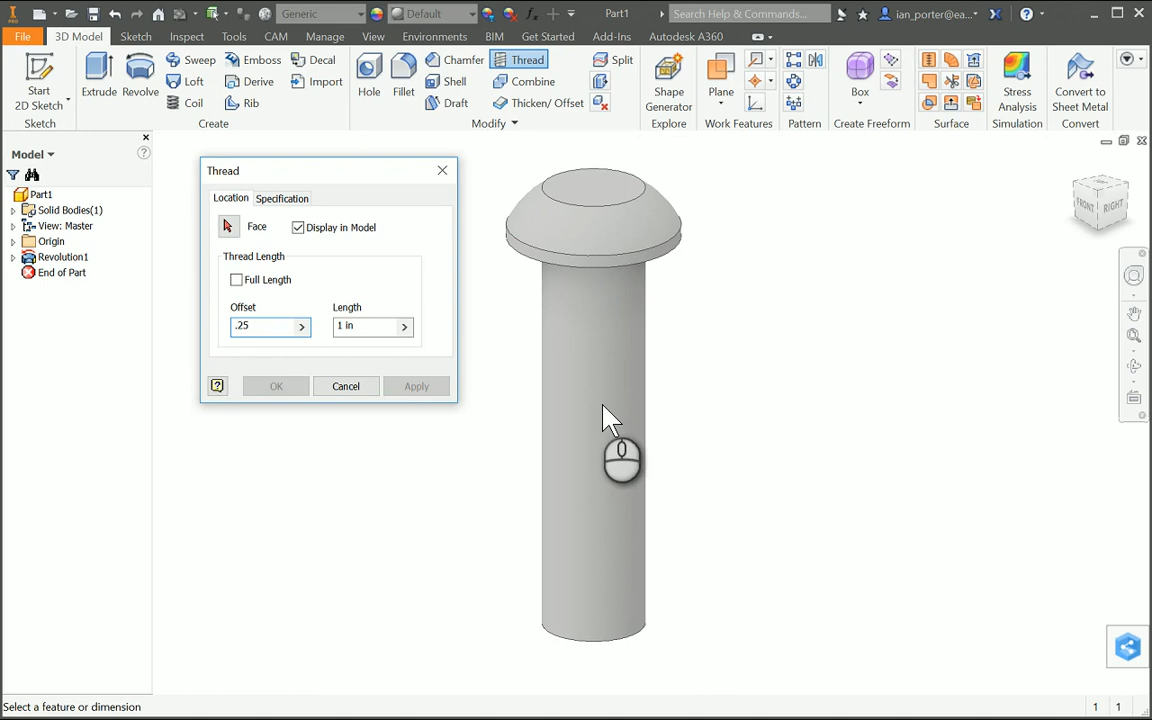 PRO
Generic
Default
Part1
Search Help & Commands...
ian_porter@ea...
File
3D Model
Sketch
Inspect
Tools
CAM
Manage
View
Environments
BIM
Get Started
Add-Ins
Autodesk A360
Start
2D Sketch
Extrude
Revolve
Sweep
Loft
Coil
Emboss
Derive
Rib
Decal
Import
Hole
Fillet
Chamfer
Shell
Draft
Thread
Combine
Thicken/ Offset
Split
Shape
Generator
Plane
Box
Stress
Analysis
Convert to
Sheet Metal
Sketch
Create
Modify
Explore
Work Features
Pattern
Create Freeform
Surface
Simulation
Convert
Model
Part1
Solid Bodies(1)
View: Master
Origin
Revolution1
End of Part
Thread
Location
Specification
Face
Display in Model
Thread Length
Full Length
Offset
Length
.25
1 in
OK
Cancel
Apply
FRONT
RIGHT
Select a feature or dimension
1
1